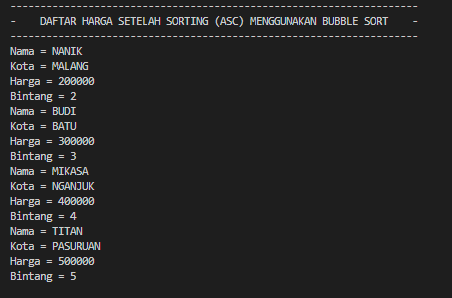 ---------------------------------------------------------------------
-    DAFTAR HARGA SETELAH SORTING (ASC) MENGGUNAKAN BUBBLE SORT    -
---------------------------------------------------------------------
Nama = NANIK
Kota = MALANG
Harga = 200000
Bintang = 2
Nama = BUDI
Kota = BATU
Harga = 300000
Bintang = 3
Nama = MIKASA
Kota = NGANJUK
Harga = 400000
Bintang = 4
Nama = TITAN
Kota = PASURUAN
Harga = 500000
Bintang = 5